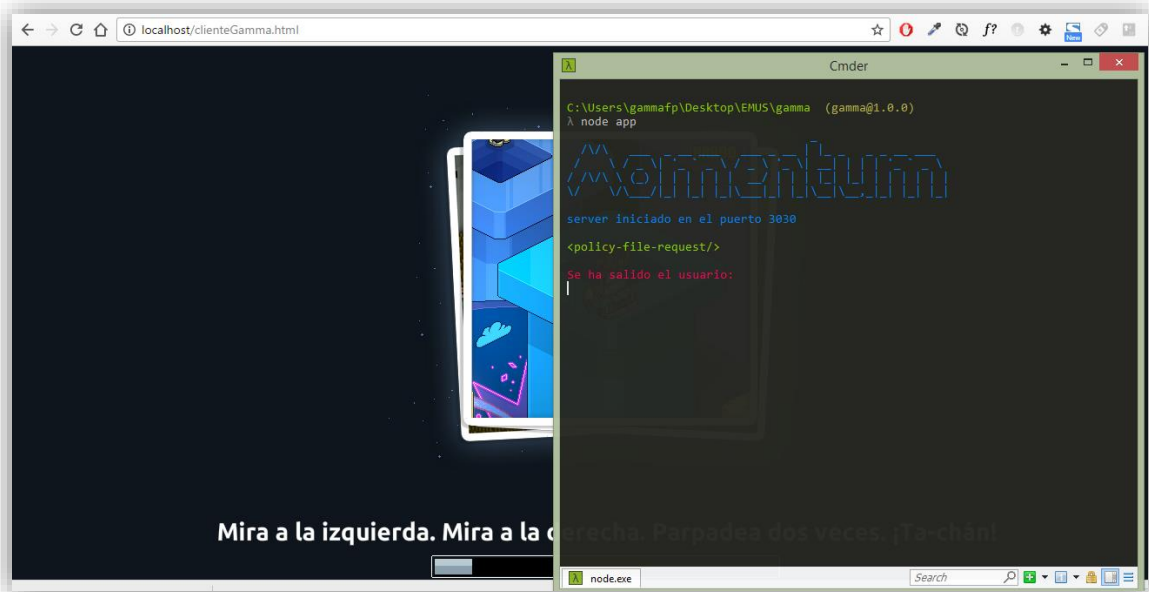 localhost/clienteGamma.html
f?
New
λ
Cmder
C:\Users\gammafp\Desktop\EMUS\gamma (gamma@1.0.0)
λ node app
Momentum
server iniciado en el puerto 3030
<policy-file-request/>
Se ha salido el usuario:
Mira a la izquierda. Mira a la derecha. Parpadea dos veces. ¡Ta-chán!
λ node.exe
Search